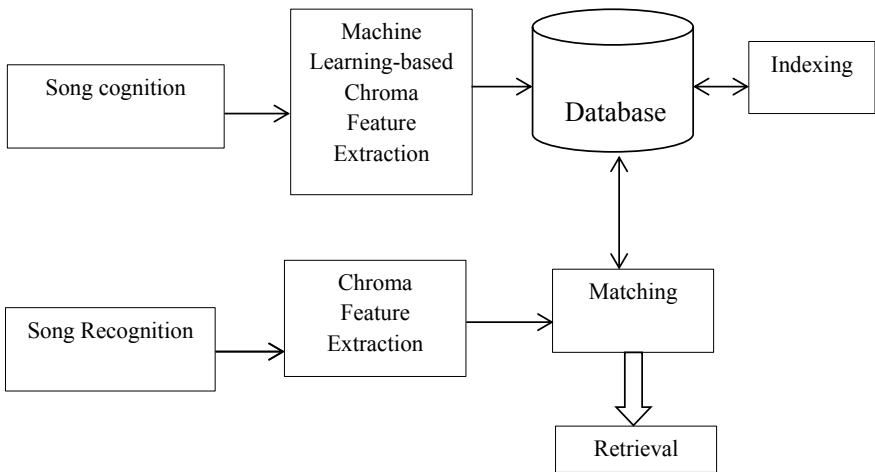 Song cognition
Machine
Learning-based
Chroma
Feature
Extraction
Database
Indexing
Song Recognition
Chroma
Feature
Extraction
Matching
Retrieval